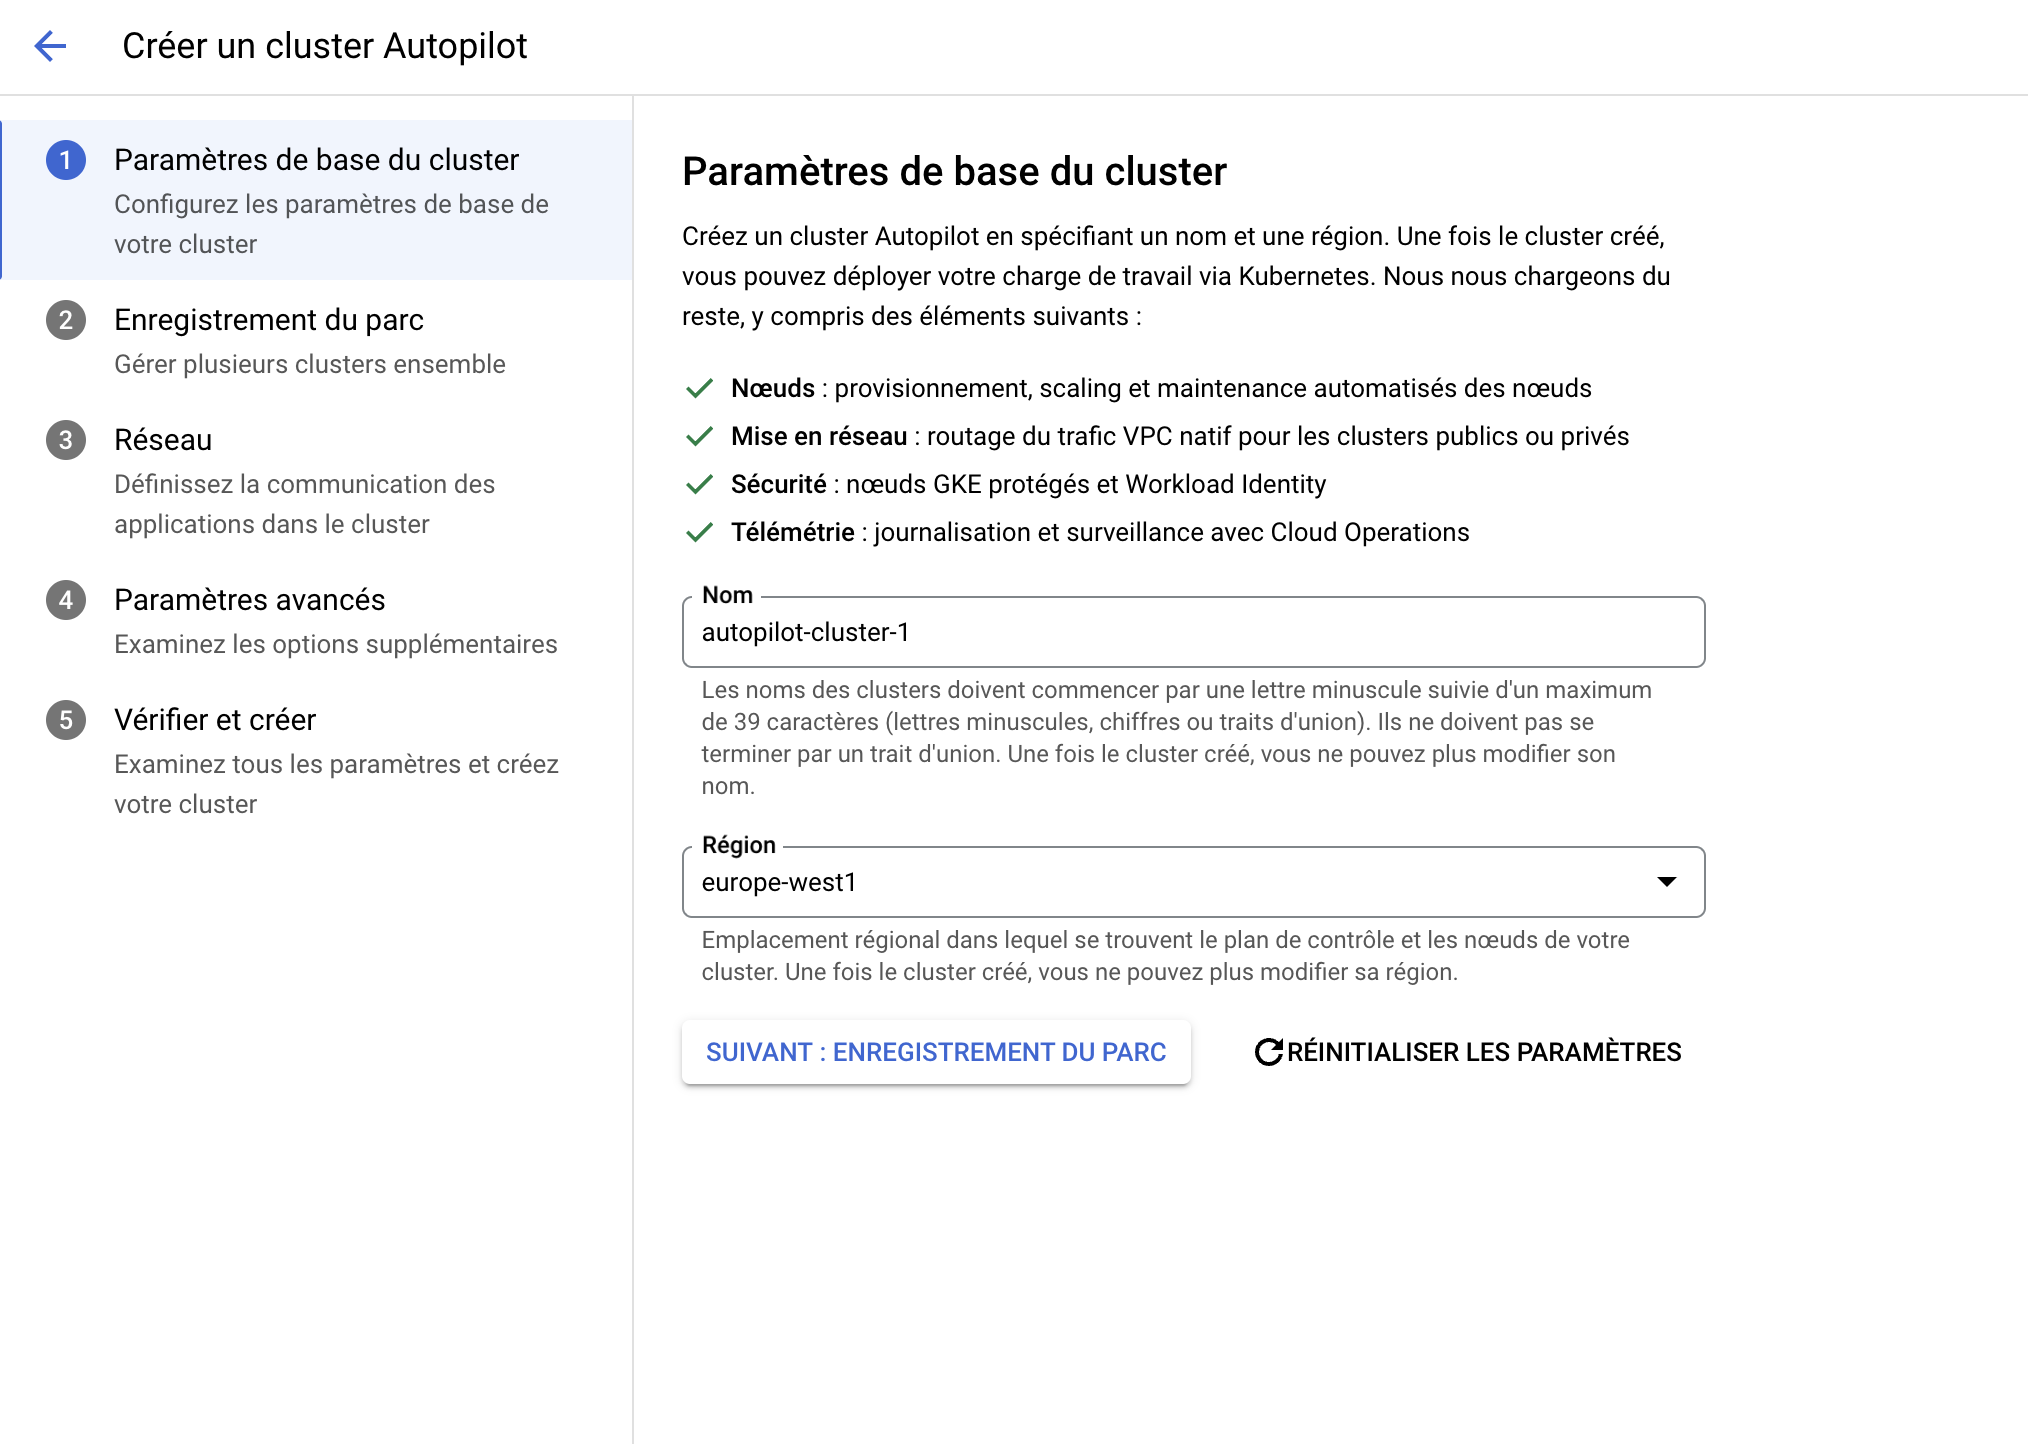 Créer un cluster Autopilot
1
Paramètres de base du cluster
Configurez les paramètres de base de
votre cluster
2
Enregistrement du parc
Gérer plusieurs clusters ensemble
3
Réseau
Définissez la communication des
applications dans le cluster
4
Paramètres avancés
Examinez les options supplémentaires
5
Vérifier et créer
Examinez tous les paramètres et créez
votre cluster
Paramètres de base du cluster
Créez un cluster Autopilot en spécifiant un nom et une région. Une fois le cluster créé,
vous pouvez déployer votre charge de travail via Kubernetes. Nous nous chargeons du
reste, y compris des éléments suivants :
Nœuds : provisionnement, scaling et maintenance automatisés des nœuds
Mise en réseau : routage du trafic VPC natif pour les clusters publics ou privés
Sécurité : nœuds GKE protégés et Workload Identity
Télémétrie : journalisation et surveillance avec Cloud Operations
Nom
autopilot-cluster-1
Les noms des clusters doivent commencer par une lettre minuscule suivie d'un maximum
de 39 caractères (lettres minuscules, chiffres ou traits d'union). Ils ne doivent pas se
terminer par un trait d'union. Une fois le cluster créé, vous ne pouvez plus modifier son
nom.
Région
europe-west1
Emplacement régional dans lequel se trouvent le plan de contrôle et les nœuds de votre
cluster. Une fois le cluster créé, vous ne pouvez plus modifier sa région.
SUIVANT : ENREGISTREMENT DU PARC
RÉINITIALISER LES PARAMÈTRES